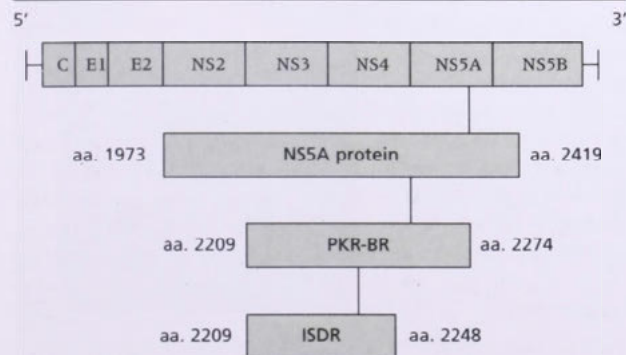 5' 3'
C E1 E2 NS2 NS3 NS4 NS5A NS5B
aa. 1973 NS5A protein aa. 2419
aa. 2209 PKR-BR aa. 2274
aa. 2209 ISDR aa. 2248